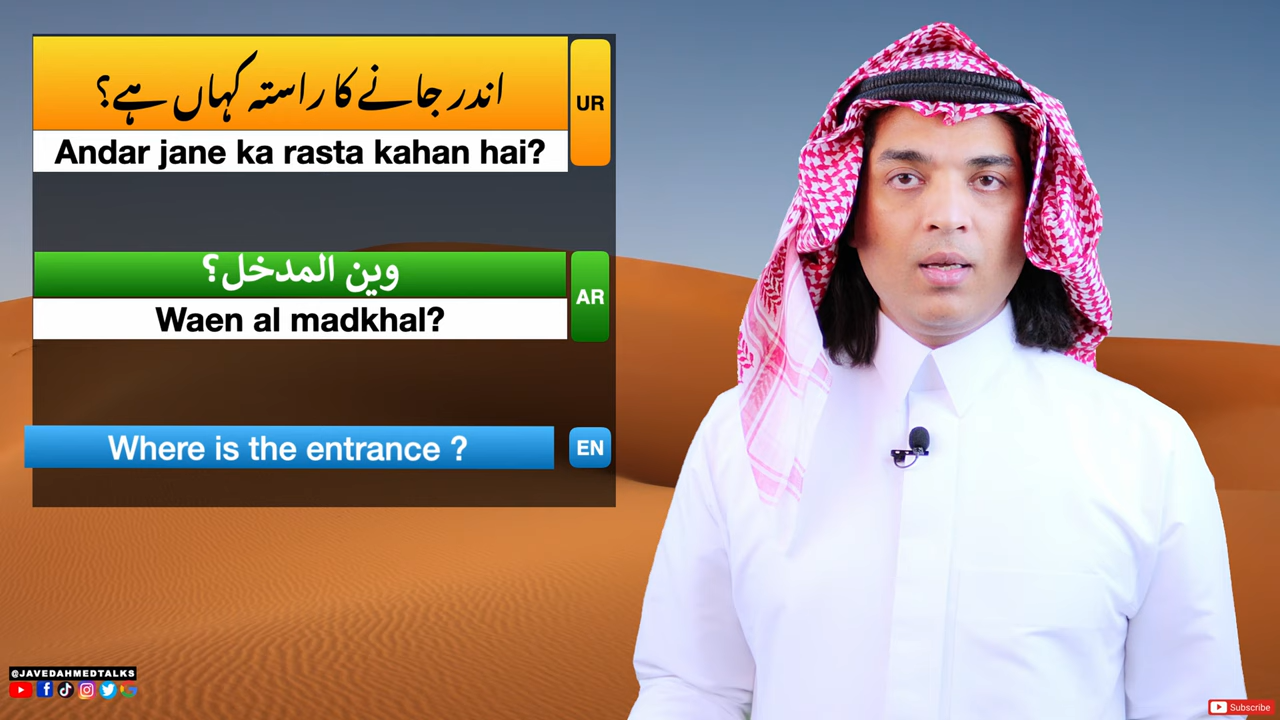 اندر جانے کا راستہ کہاں ہے؟
UR
Andar jane ka rasta kahan hai?
وين المدخل؟
AR
Waen al madkhal?
Where is the entrance ?
EN
@JAVEDAHMEDTALKS
Subscribe